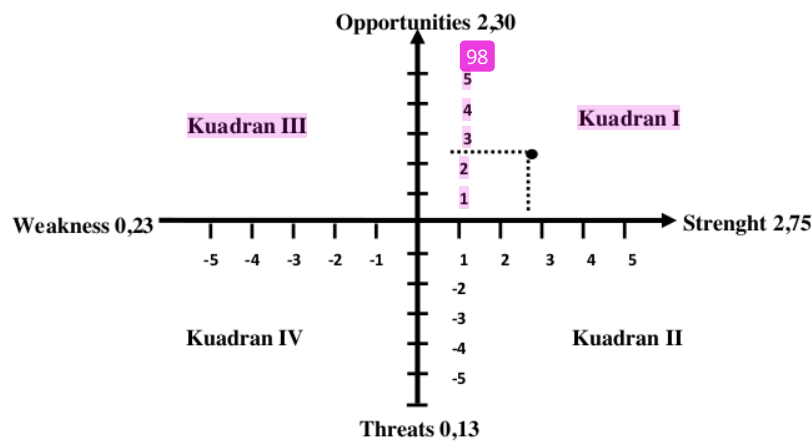 Opportunities 2,30
98
5
4
Kuadran III
Kuadran I
3
2
1
Weakness 0,23
Strenght 2,75
-5 -4 -3 -2 -1 1 2 3 4 5
-2
-3
Kuadran IV
Kuadran II
-4
-5
Threats 0,13